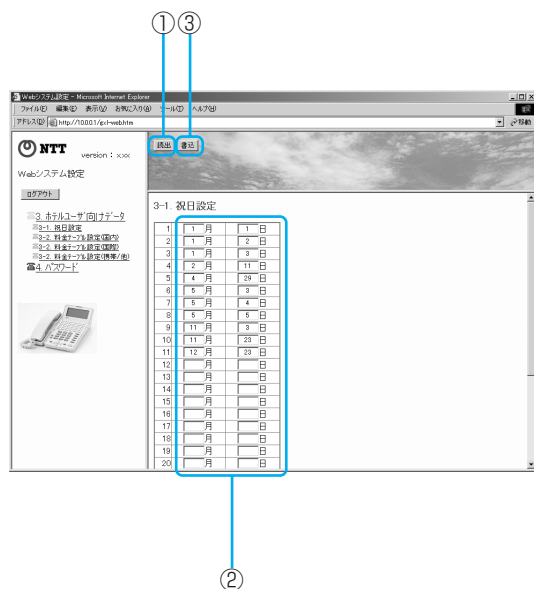 ①③
Webシステム設定 - Microsoft Internet Explorer
ファイル(F) 編集(E) 表示(V) お気に入り(A) ツール(T) ヘルプ(H)
アドレス(D) http://10.0.0.1/gxl-web.htm 移動
NTT version：x.xx
読出 書込
Webシステム設定
ログアウト
3. ホテルユーザ向けデータ
3-1. 祝日設定
3-2. 料金テーブル設定(国内)
3-2. 料金テーブル設定(国際)
3-2. 料金テーブル設定(携帯/他)
4. パスワード
3-1. 祝日設定
1 1 月 1 日
2 1 月 2 日
3 1 月 3 日
4 2 月 11 日
5 4 月 29 日
6 5 月 3 日
7 5 月 4 日
8 5 月 5 日
9 11 月 3 日
10 11 月 23 日
11 12 月 23 日
12 月 日
13 月 日
14 月 日
15 月 日
16 月 日
17 月 日
18 月 日
19 月 日
20 月 日
②